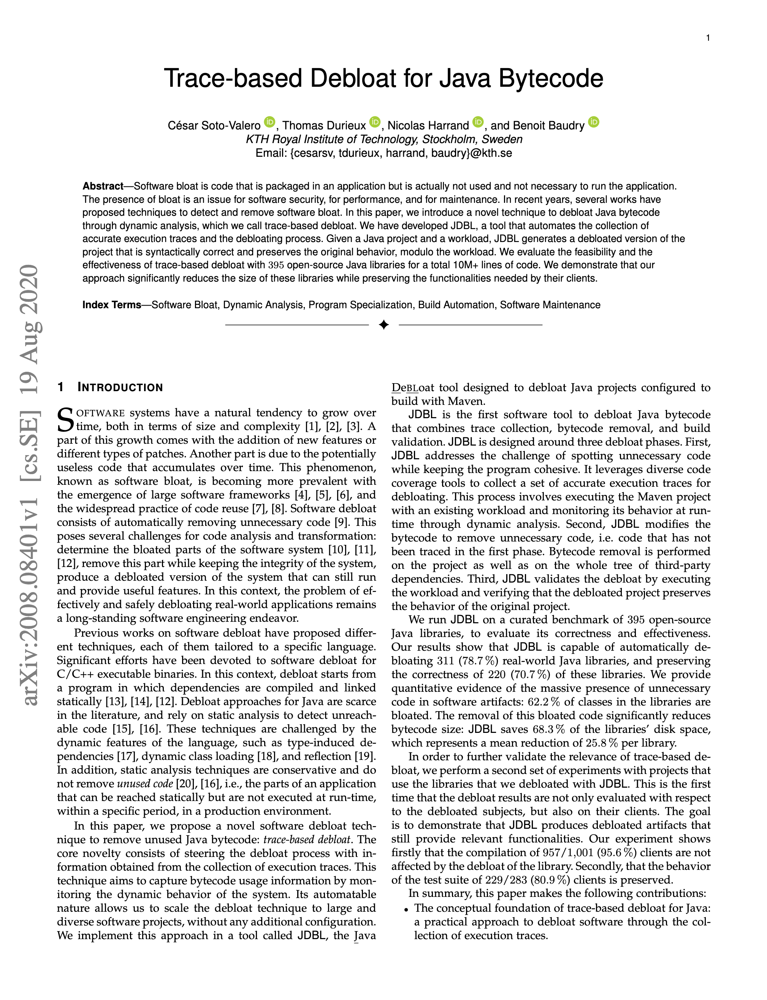 1
Trace-based Debloat for Java Bytecode
César Soto-Valero iD, Thomas Durieux iD, Nicolas Harrand iD, and Benoit Baudry iD
KTH Royal Institute of Technology, Stockholm, Sweden
Email: {cesarsv, tdurieux, harrand, baudry}@kth.se
Abstract—Software bloat is code that is packaged in an application but is actually not used and not necessary to run the application.
The presence of bloat is an issue for software security, for performance, and for maintenance. In recent years, several works have
proposed techniques to detect and remove software bloat. In this paper, we introduce a novel technique to debloat Java bytecode
through dynamic analysis, which we call trace-based debloat. We have developed JDBL, a tool that automates the collection of
accurate execution traces and the debloating process. Given a Java project and a workload, JDBL generates a debloated version of the
project that is syntactically correct and preserves the original behavior, modulo the workload. We evaluate the feasibility and the
effectiveness of trace-based debloat with 395 open-source Java libraries for a total 10M+ lines of code. We demonstrate that our
approach significantly reduces the size of these libraries while preserving the functionalities needed by their clients.
Index Terms—Software Bloat, Dynamic Analysis, Program Specialization, Build Automation, Software Maintenance
arXiv:2008.08401v1 [cs.SE] 19 Aug 2020
1 INTRODUCTION
SOFTWARE systems have a natural tendency to grow over
time, both in terms of size and complexity [1], [2], [3]. A
part of this growth comes with the addition of new features or
different types of patches. Another part is due to the potentially
useless code that accumulates over time. This phenomenon,
known as software bloat, is becoming more prevalent with
the emergence of large software frameworks [4], [5], [6], and
the widespread practice of code reuse [7], [8]. Software debloat
consists of automatically removing unnecessary code [9]. This
poses several challenges for code analysis and transformation:
determine the bloated parts of the software system [10], [11],
[12], remove this part while keeping the integrity of the system,
produce a debloated version of the system that can still run
and provide useful features. In this context, the problem of ef-
fectively and safely debloating real-world applications remains
a long-standing software engineering endeavor.
Previous works on software debloat have proposed differ-
ent techniques, each of them tailored to a specific language.
Significant efforts have been devoted to software debloat for
C/C++ executable binaries. In this context, debloat starts from
a program in which dependencies are compiled and linked
statically [13], [14], [12]. Debloat approaches for Java are scarce
in the literature, and rely on static analysis to detect unreach-
able code [15], [16]. These techniques are challenged by the
dynamic features of the language, such as type-induced de-
pendencies [17], dynamic class loading [18], and reflection [19].
In addition, static analysis techniques are conservative and do
not remove unused code [20], [16], i.e., the parts of an application
that can be reached statically but are not executed at run-time,
within a specific period, in a production environment.
In this paper, we propose a novel software debloat tech-
nique to remove unused Java bytecode: trace-based debloat. The
core novelty consists of steering the debloat process with in-
formation obtained from the collection of execution traces. This
technique aims to capture bytecode usage information by mon-
itoring the dynamic behavior of the system. Its automatable
nature allows us to scale the debloat technique to large and
diverse software projects, without any additional configuration.
We implement this approach in a tool called JDBL, the Java
DeBLoat tool designed to debloat Java projects configured to
build with Maven.
JDBL is the first software tool to debloat Java bytecode
that combines trace collection, bytecode removal, and build
validation. JDBL is designed around three debloat phases. First,
JDBL addresses the challenge of spotting unnecessary code
while keeping the program cohesive. It leverages diverse code
coverage tools to collect a set of accurate execution traces for
debloating. This process involves executing the Maven project
with an existing workload and monitoring its behavior at run-
time through dynamic analysis. Second, JDBL modifies the
bytecode to remove unnecessary code, i.e. code that has not
been traced in the first phase. Bytecode removal is performed
on the project as well as on the whole tree of third-party
dependencies. Third, JDBL validates the debloat by executing
the workload and verifying that the debloated project preserves
the behavior of the original project.
We run JDBL on a curated benchmark of 395 open-source
Java libraries, to evaluate its correctness and effectiveness.
Our results show that JDBL is capable of automatically de-
bloating 311 (78.7 %) real-world Java libraries, and preserving
the correctness of 220 (70.7 %) of these libraries. We provide
quantitative evidence of the massive presence of unnecessary
code in software artifacts: 62.2 % of classes in the libraries are
bloated. The removal of this bloated code significantly reduces
bytecode size: JDBL saves 68.3 % of the libraries’ disk space,
which represents a mean reduction of 25.8 % per library.
In order to further validate the relevance of trace-based de-
bloat, we perform a second set of experiments with projects that
use the libraries that we debloated with JDBL. This is the first
time that the debloat results are not only evaluated with respect
to the debloated subjects, but also on their clients. The goal
is to demonstrate that JDBL produces debloated artifacts that
still provide relevant functionalities. Our experiment shows
firstly that the compilation of 957/1,001 (95.6 %) clients are not
affected by the debloat of the library. Secondly, that the behavior
of the test suite of 229/283 (80.9 %) clients is preserved.
In summary, this paper makes the following contributions:
• The conceptual foundation of trace-based debloat for Java:
a practical approach to debloat software through the col-
lection of execution traces.